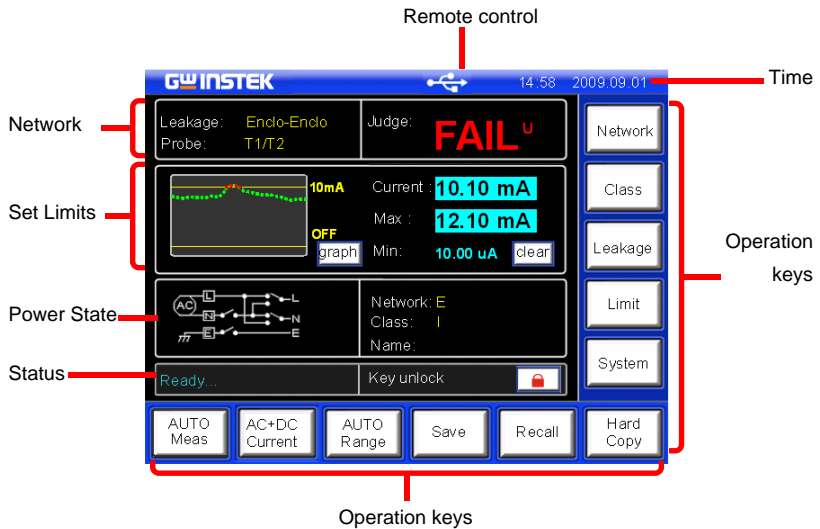 Remote control
GW INSTEK 14:58 2009.09.01
Time
Network
Leakage: Enclo-Enclo
Probe: T1/T2
Judge: FAIL U
Network
Set Limits
10mA
OFF
graph
Current : 10.10 mA
Max : 12.10 mA
Min: 10.00 uA
clear
Class
Leakage
Operation
keys
Power State
AC
L
N
E
L
N
E
Network: E
Class: I
Name:
Limit
Status
Ready...
Key unlock
System
AUTO
Meas
AC+DC
Current
AUTO
Range
Save
Recall
Hard
Copy
Operation keys